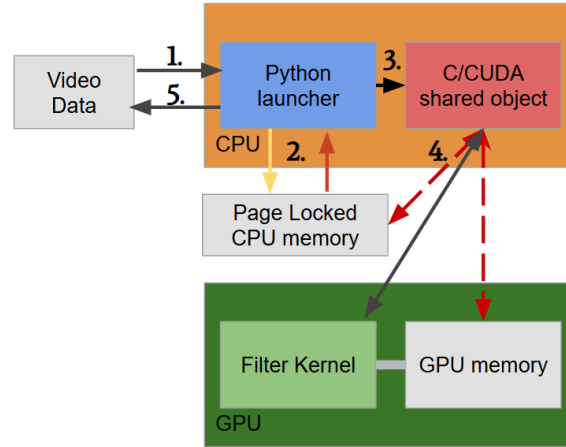 1.
3.
Video
Data
Python
launcher
C/CUDA
shared object
5.
CPU
2.
4.
Page Locked
CPU memory
Filter Kernel
GPU memory
GPU